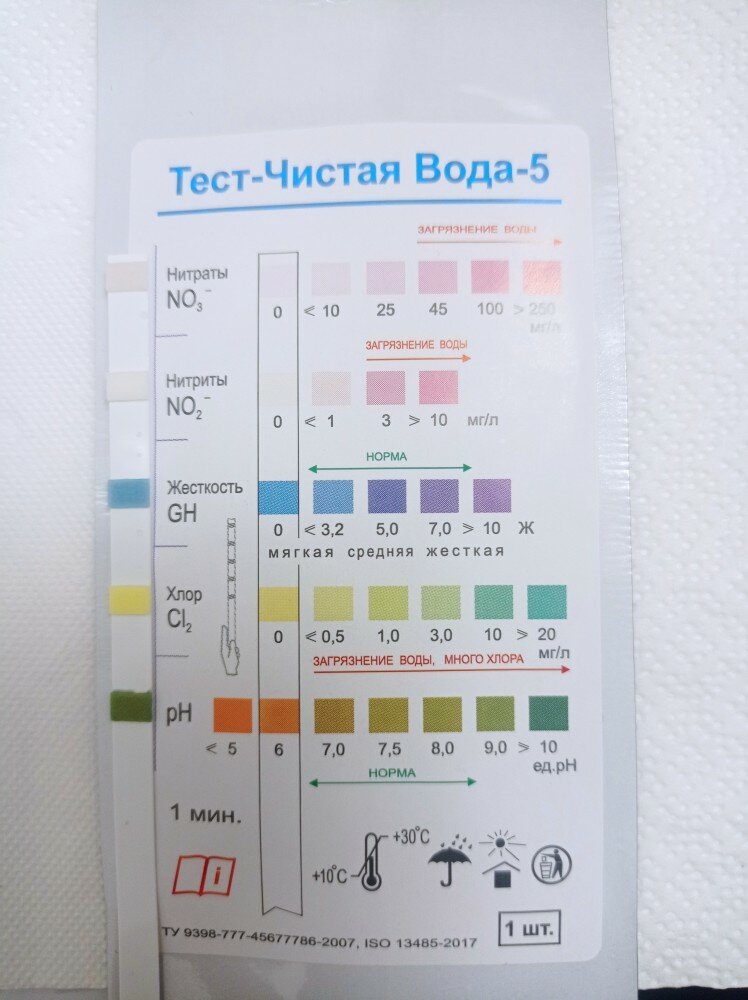 Тест-Чистая Вода-5
ЗАГРЯЗНЕНИЕ ВОДЫ
Нитраты
NO₃⁻
0 ⩽ 10 25 45 100 > 250
мг/л
ЗАГРЯЗНЕНИЕ ВОДЫ
Нитриты
NO₂⁻
0 ⩽ 1 3 ⩾ 10 мг/л
НОРМА
Жесткость
GH
0 ⩽ 3,2 5,0 7,0 ⩾ 10 Ж
мягкая средняя жесткая
Хлор
Cl₂
0 ⩽ 0,5 1,0 3,0 10 ⩾ 20
мг/л
ЗАГРЯЗНЕНИЕ ВОДЫ, МНОГО ХЛОРА
pH
⩽ 5 6 7,0 7,5 8,0 9,0 ⩾ 10
ед.pH
НОРМА
1 мин.
+30°C
+10°C
i
1 шт.
ТУ 9398-777-45677786-2007, ISO 13485-2017